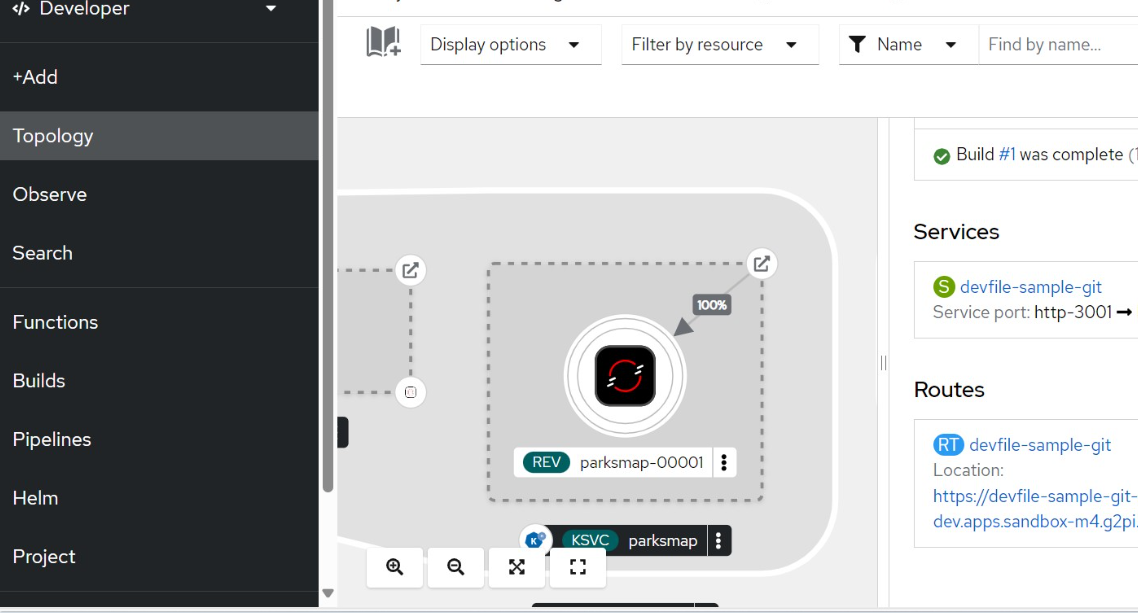 Developer
+Add
Topology
Observe
Search
Functions
Builds
Pipelines
Helm
Project
Display options
Filter by resource
Name
Find by name...
100%
REV parksmap-00001
KSVC parksmap
Build #1 was complete (1
Services
S devfile-sample-git
Service port: http-3001
Routes
RT devfile-sample-git
Location:
https://devfile-sample-git-
dev.apps.sandbox-m4.g2pi.